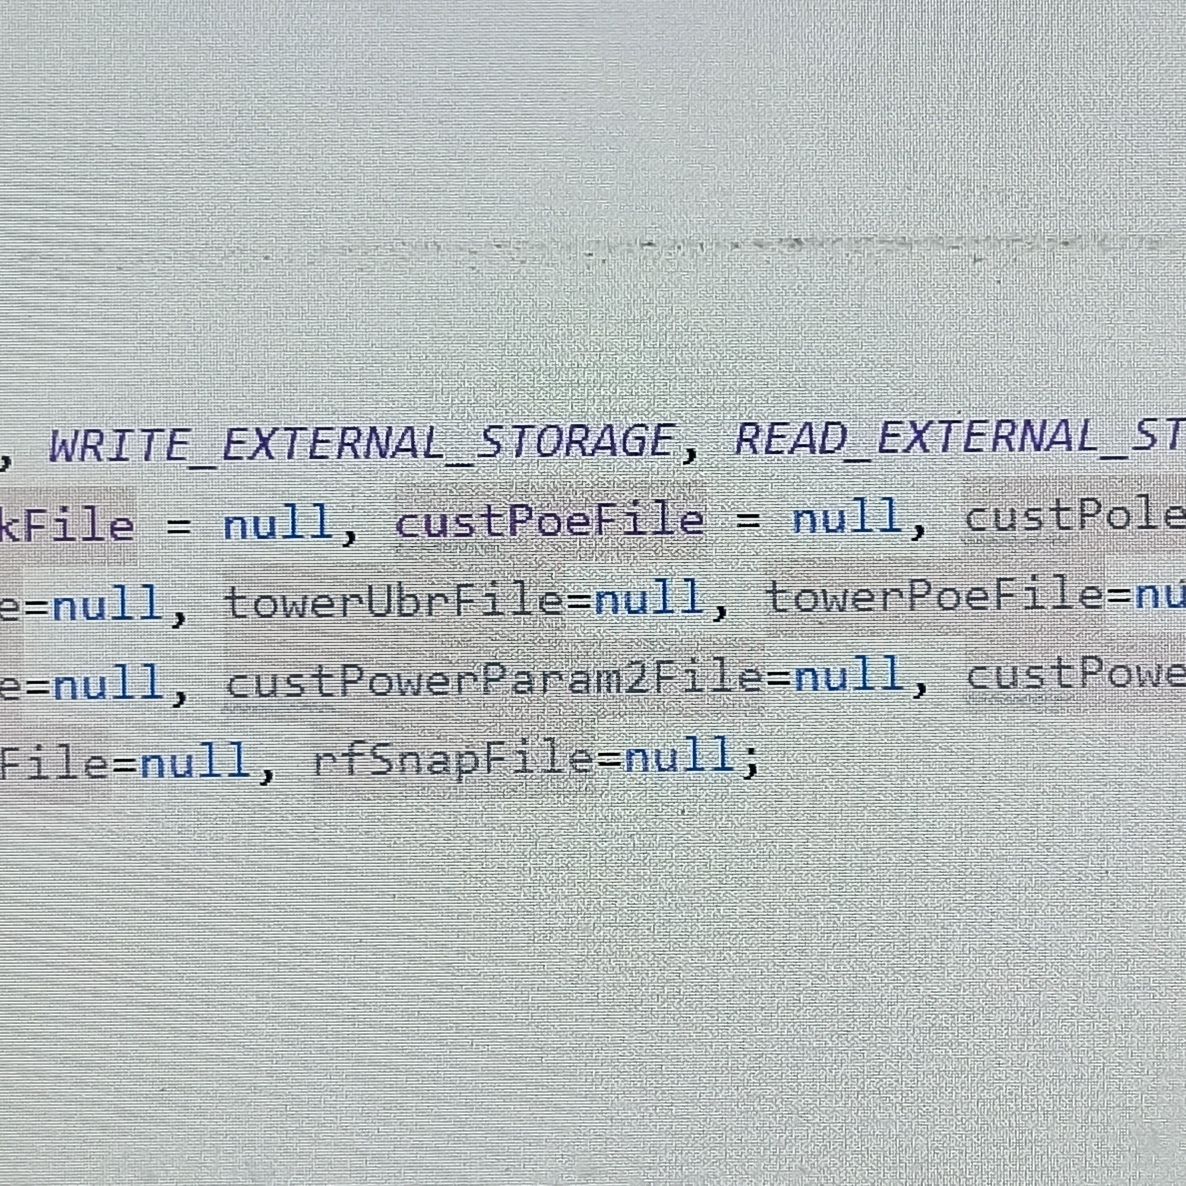 , WRITE_EXTERNAL_STORAGE, READ_EXTERNAL_ST
kFile = null, custPoeFile = null, custPole
e=null, towerUbrFile=null, towerPoeFile=nu
e=null, custPowerParam2File=null, custPowe
File=null, rfSnapFile=null;